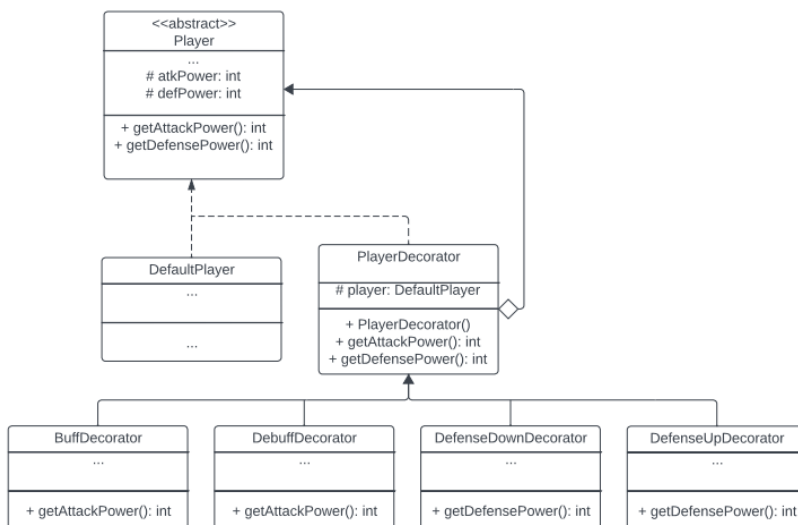 <<abstract>>
Player
...
# atkPower: int
# defPower: int
+ getAttackPower(): int
+ getDefensePower(): int
DefaultPlayer
...
...
PlayerDecorator
# player: DefaultPlayer
+ PlayerDecorator()
+ getAttackPower(): int
+ getDefensePower(): int
BuffDecorator
...
+ getAttackPower(): int
DebuffDecorator
...
+ getAttackPower(): int
DefenseDownDecorator
...
+ getDefensePower(): int
DefenseUpDecorator
...
+ getDefensePower(): int